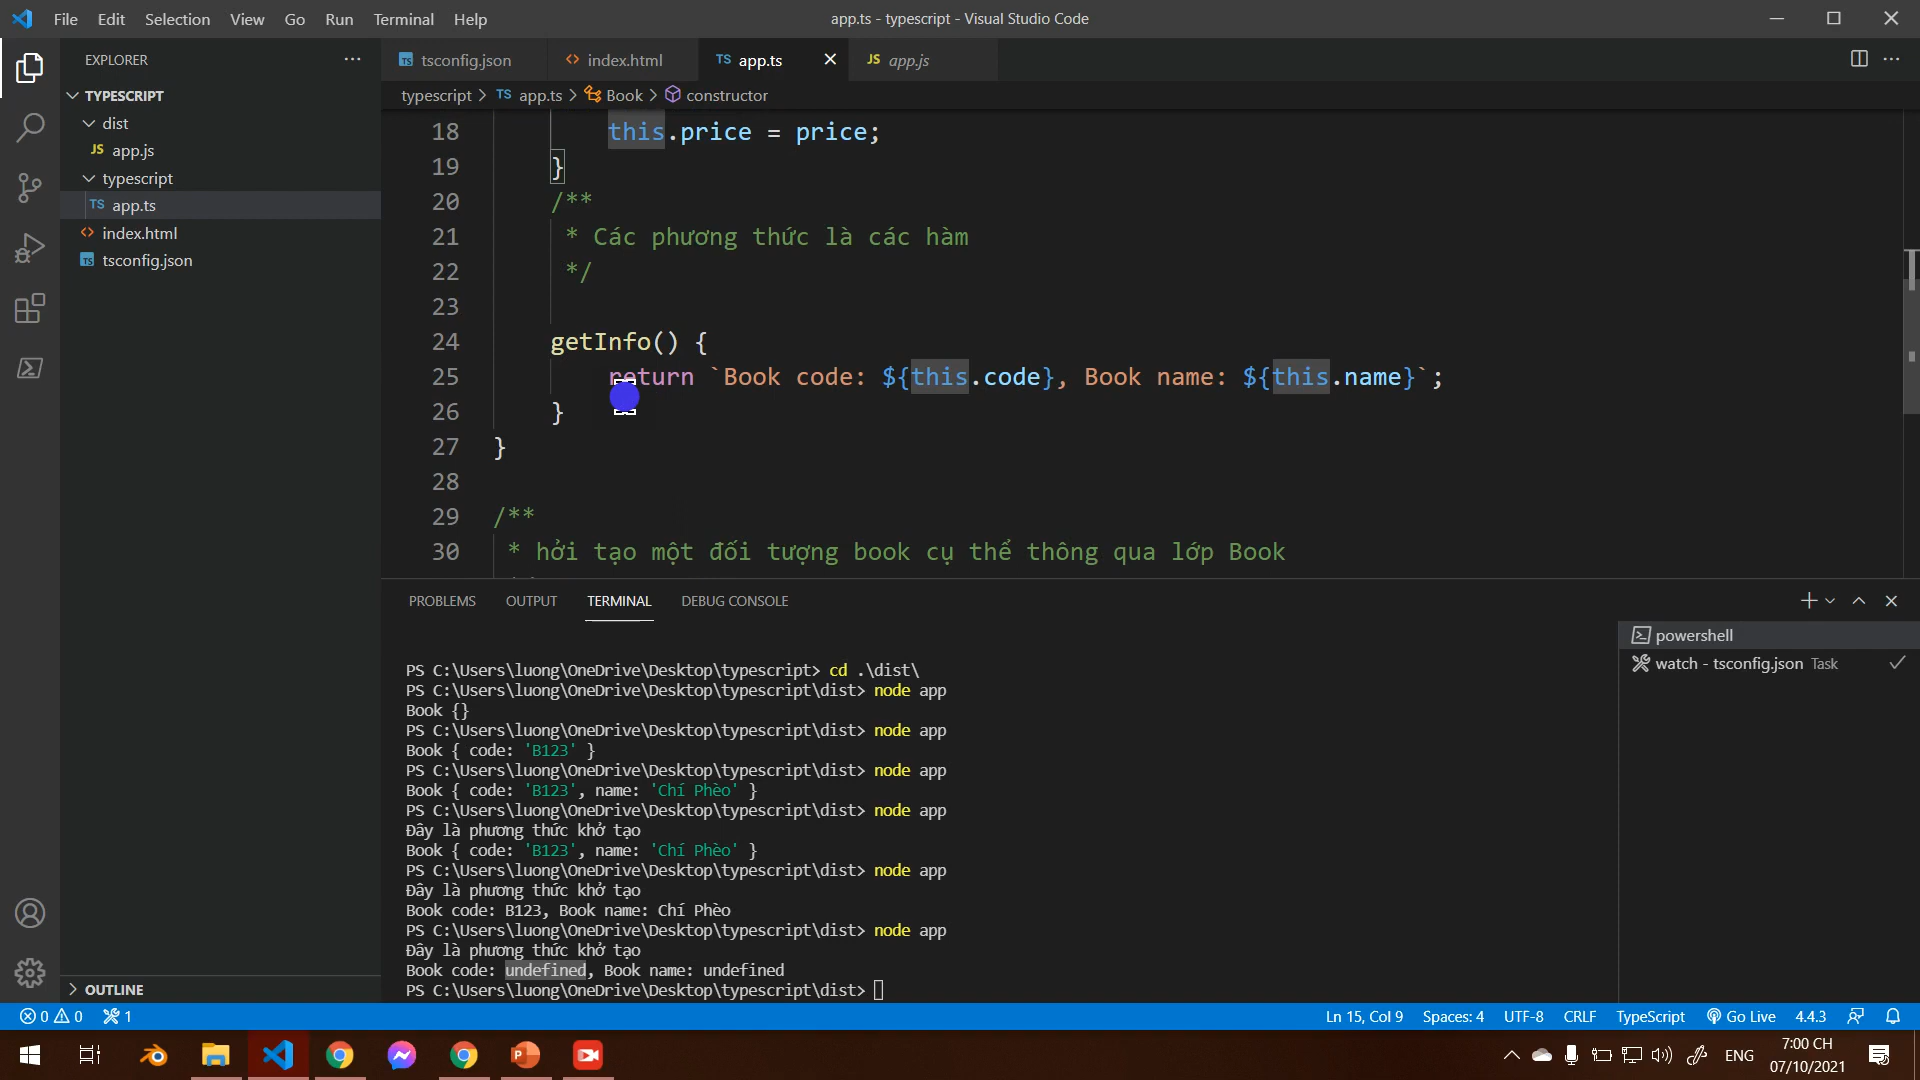 File Edit Selection View Go Run Terminal Help
app.ts - typescript - Visual Studio Code
EXPLORER
TYPESCRIPT
dist
JS app.js
typescript
TS app.ts
index.html
TS tsconfig.json
OUTLINE
TS tsconfig.json
<> index.html
TS app.ts
JS app.js
typescript > TS app.ts > Book > constructor
18 this.price = price;
19 }
20 /**
21 * Các phương thức là các hàm
22 */
23
24 getInfo() {
25 return `Book code: ${this.code}, Book name: ${this.name}`;
26 }
27 }
28
29 /**
30 * hởi tạo một đối tượng book cụ thể thông qua lớp Book
PROBLEMS OUTPUT TERMINAL DEBUG CONSOLE
PS C:\Users\luong\OneDrive\Desktop\typescript> cd .\dist\
PS C:\Users\luong\OneDrive\Desktop\typescript\dist> node app
Book {}
PS C:\Users\luong\OneDrive\Desktop\typescript\dist> node app
Book { code: 'B123' }
PS C:\Users\luong\OneDrive\Desktop\typescript\dist> node app
Book { code: 'B123', name: 'Chí Phèo' }
PS C:\Users\luong\OneDrive\Desktop\typescript\dist> node app
Đây là phương thức khở tạo
Book { code: 'B123', name: 'Chí Phèo' }
PS C:\Users\luong\OneDrive\Desktop\typescript\dist> node app
Đây là phương thức khở tạo
Book code: B123, Book name: Chí Phèo
PS C:\Users\luong\OneDrive\Desktop\typescript\dist> node app
Đây là phương thức khở tạo
Book code: undefined, Book name: undefined
PS C:\Users\luong\OneDrive\Desktop\typescript\dist>
powershell
watch - tsconfig.json Task
0 0 1
Ln 15, Col 9 Spaces: 4 UTF-8 CRLF TypeScript Go Live 4.4.3
ENG
7:00 CH
07/10/2021